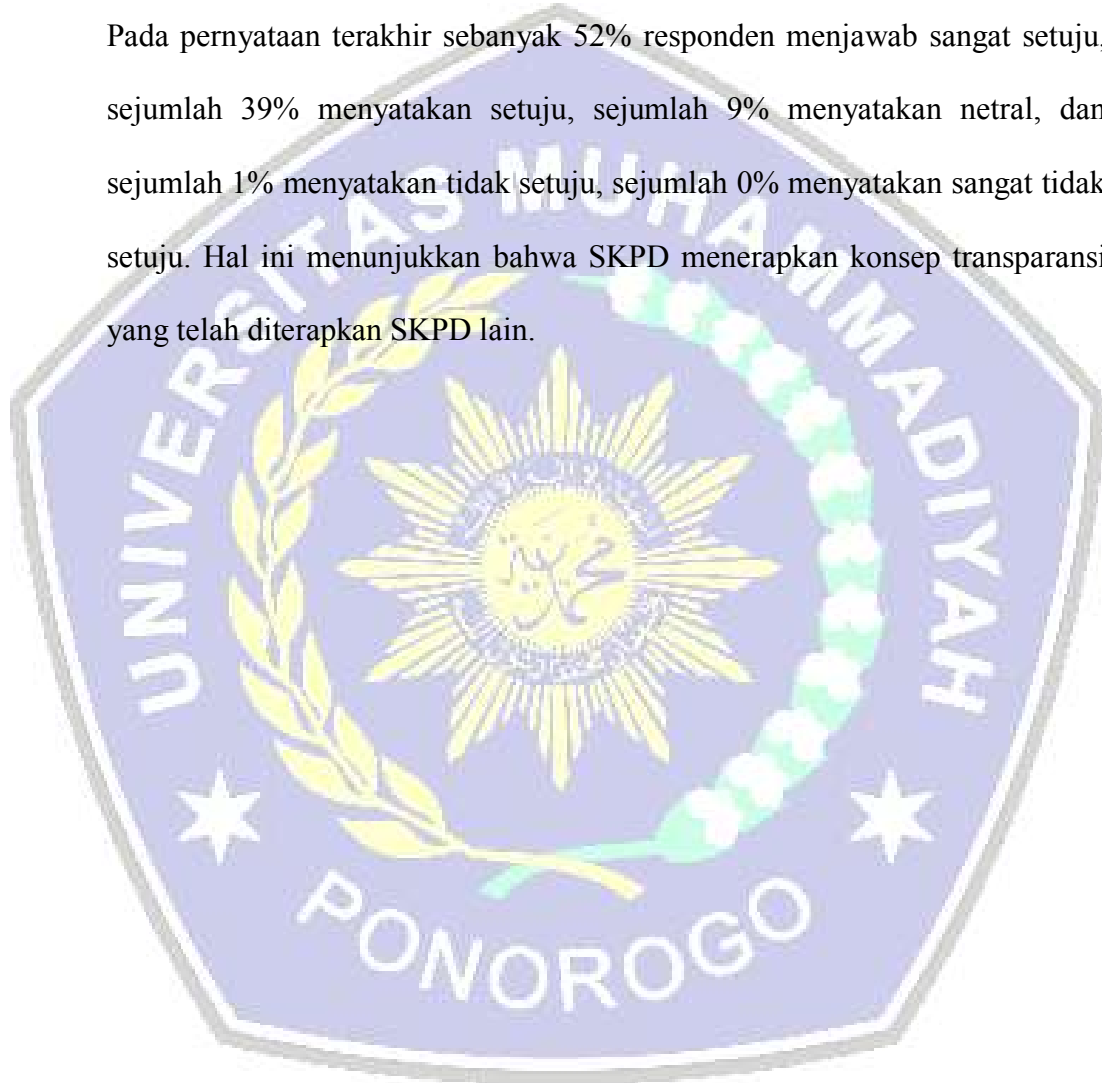 Pada pernyataan terakhir sebanyak 52% responden menjawab sangat setuju,
sejumlah 39% menyatakan setuju, sejumlah 9% menyatakan netral, dan
sejumlah 1% menyatakan tidak setuju, sejumlah 0% menyatakan sangat tidak
setuju. Hal ini menunjukkan bahwa SKPD menerapkan konsep transparansi
yang telah diterapkan SKPD lain.
UNIVERSITAS MUHAMMADIYAH
PONOROGO